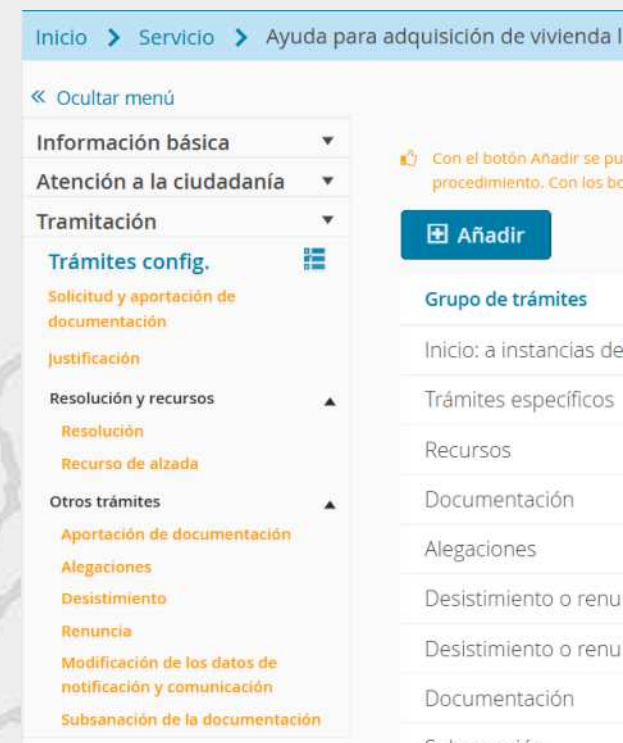 Inicio > Servicio > Ayuda para adquisición de vivienda
« Ocultar menú
Información básica
Atención a la ciudadanía
Tramitación
Trámites config.
Solicitud y aportación de
documentación
Justificación
Resolución y recursos
Resolución
Recurso de alzada
Otros trámites
Aportación de documentación
Alegaciones
Desistimiento
Renuncia
Modificación de los datos de
notificación y comunicación
Subsanación de la documentación
Con el botón Añadir se pu
procedimiento. Con los bo
Añadir
Grupo de trámites
Inicio: a instancias de
Trámites específicos
Recursos
Documentación
Alegaciones
Desistimiento o renu
Desistimiento o renu
Documentación